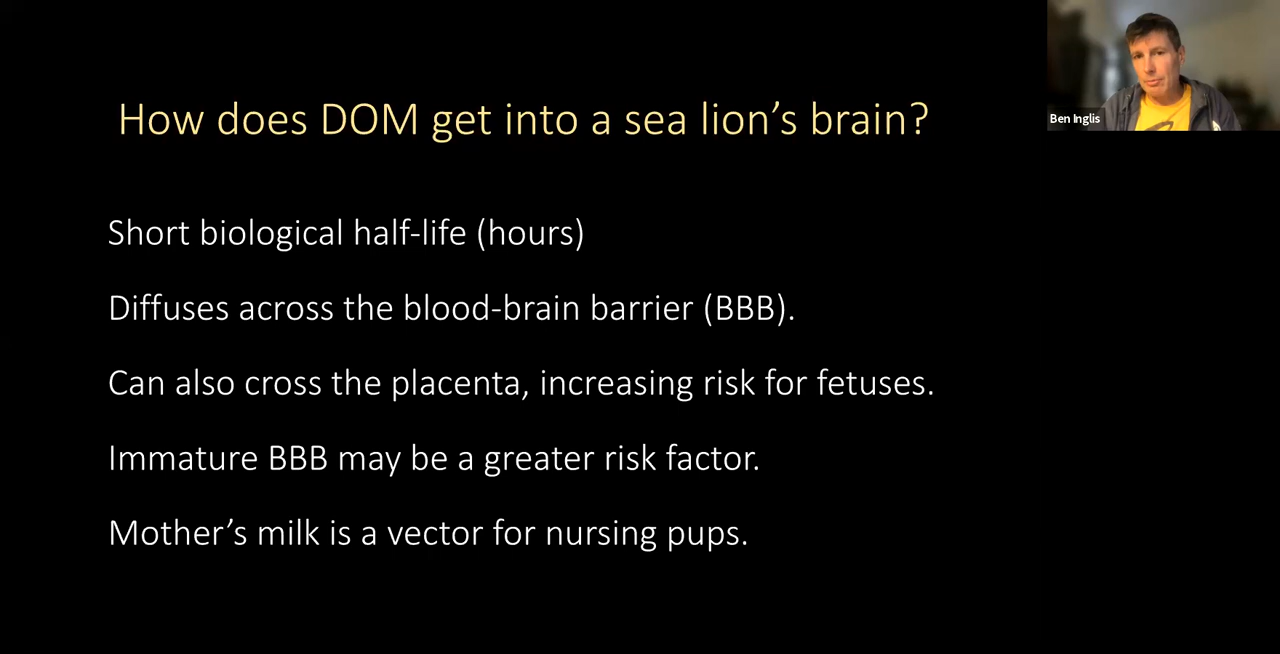 How does DOM get into a sea lion's brain?
Ben Inglis
Short biological half-life (hours)
Diffuses across the blood-brain barrier (BBB).
Can also cross the placenta, increasing risk for fetuses.
Immature BBB may be a greater risk factor.
Mother's milk is a vector for nursing pups.